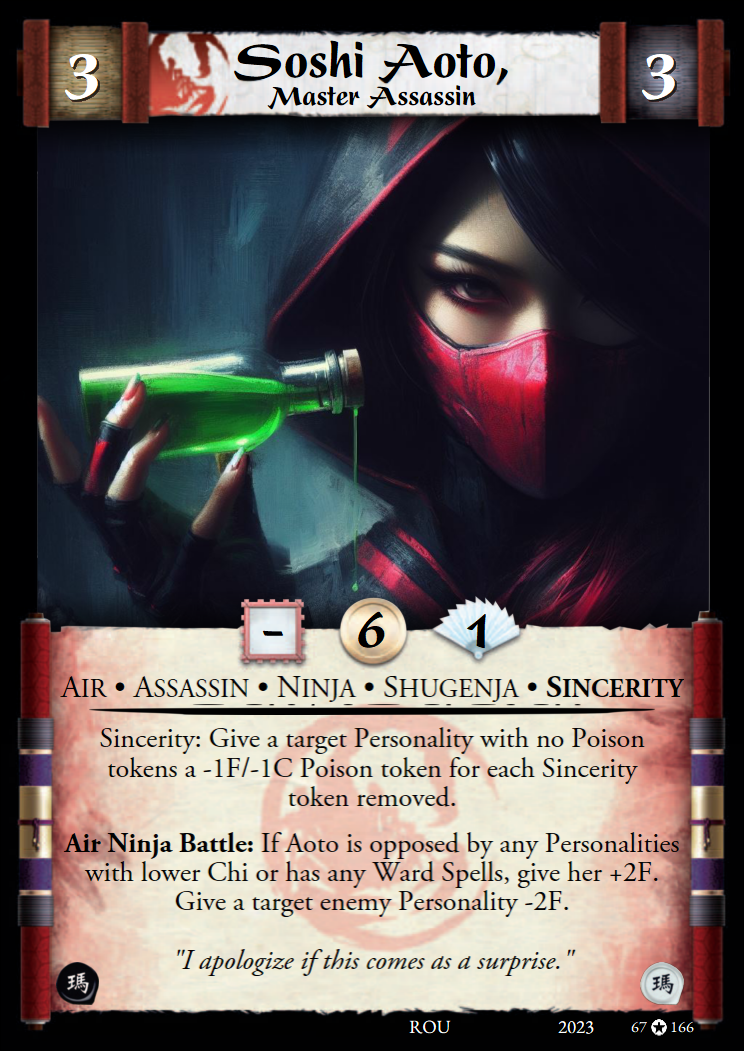 3
Soshi Aoto,
Master Assassin
3
- 6 1
AIR • ASSASSIN • NINJA • SHUGENJA • SINCERITY
Sincerity: Give a target Personality with no Poison
tokens a -1F/-1C Poison token for each Sincerity
token removed.
Air Ninja Battle: If Aoto is opposed by any Personalities
with lower Chi or has any Ward Spells, give her +2F.
Give a target enemy Personality -2F.
"I apologize if this comes as a surprise."
瑪
瑪
ROU 2023 67 ✪ 166